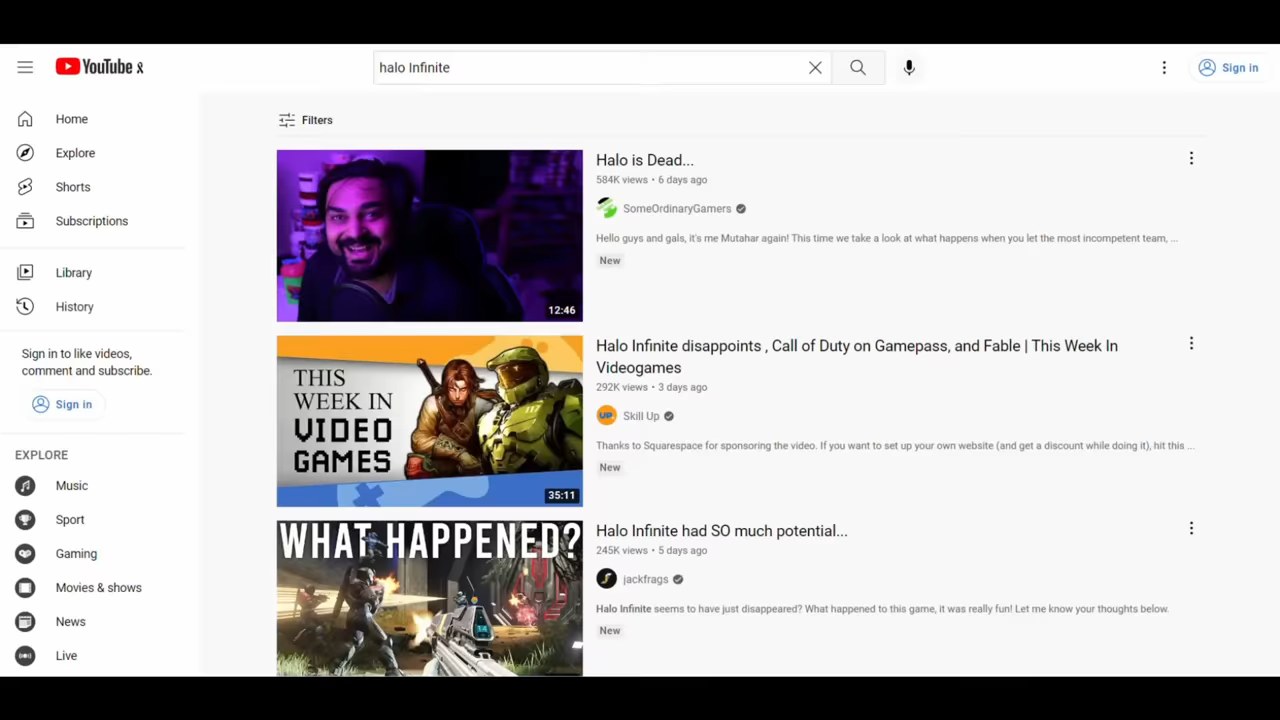 YouTube
halo Infinite
Sign in
Home
Explore
Shorts
Subscriptions
Library
History
Sign in to like videos,
comment and subscribe.
Sign in
EXPLORE
Music
Sport
Gaming
Movies & shows
News
Live
Filters
12:46
Halo is Dead...
584K views • 6 days ago
SomeOrdinaryGamers
Hello guys and gals, it's me Mutahar again! This time we take a look at what happens when you let the most incompetent team, ...
New
THIS
WEEK IN
VIDEO
GAMES
117
35:11
Halo Infinite disappoints , Call of Duty on Gamepass, and Fable | This Week In
Videogames
292K views • 3 days ago
UP
Skill Up
Thanks to Squarespace for sponsoring the video. If you want to set up your own website (and get a discount while doing it), hit this ...
New
WHAT HAPPENED?
Halo Infinite had SO much potential...
245K views • 5 days ago
jackfrags
Halo Infinite seems to have just disappeared? What happened to this game, it was really fun! Let me know your thoughts below.
New